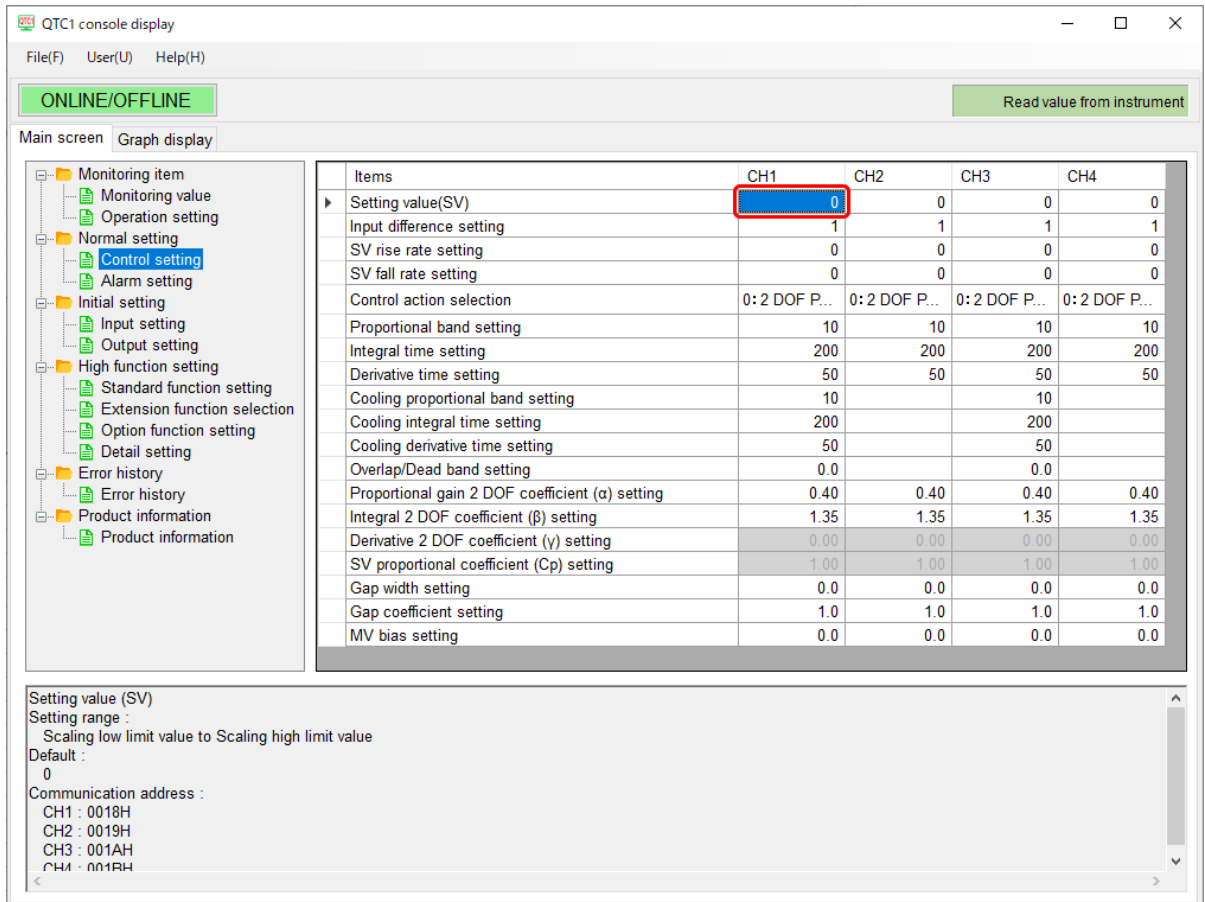 QTC1 QTC1 console display
File(F) User(U) Help(H)
ONLINE/OFFLINE
Read value from instrument
Main screen Graph display
Monitoring item
Monitoring value
Operation setting
Normal setting
Control setting
Alarm setting
Initial setting
Input setting
Output setting
High function setting
Standard function setting
Extension function selection
Option function setting
Detail setting
Error history
Error history
Product information
Product information
Items CH1 CH2 CH3 CH4
Setting value(SV) 0 0 0 0
Input difference setting 1 1 1 1
SV rise rate setting 0 0 0 0
SV fall rate setting 0 0 0 0
Control action selection 0: 2 DOF P... 0: 2 DOF P... 0: 2 DOF P... 0: 2 DOF P...
Proportional band setting 10 10 10 10
Integral time setting 200 200 200 200
Derivative time setting 50 50 50 50
Cooling proportional band setting 10 10
Cooling integral time setting 200 200
Cooling derivative time setting 50 50
Overlap/Dead band setting 0.0 0.0
Proportional gain 2 DOF coefficient (α) setting 0.40 0.40 0.40 0.40
Integral 2 DOF coefficient (β) setting 1.35 1.35 1.35 1.35
Derivative 2 DOF coefficient (γ) setting 0.00 0.00 0.00 0.00
SV proportional coefficient (Cp) setting 1.00 1.00 1.00 1.00
Gap width setting 0.0 0.0 0.0 0.0
Gap coefficient setting 1.0 1.0 1.0 1.0
MV bias setting 0.0 0.0 0.0 0.0
Setting value (SV)
Setting range :
Scaling low limit value to Scaling high limit value
Default :
0
Communication address :
CH1 : 0018H
CH2 : 0019H
CH3 : 001AH
CH4 : 001BH